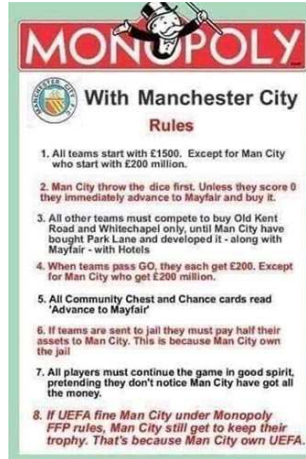 MONOPOLY
MANCHESTER CITY F.C.
With Manchester City
Rules
1. All teams start with £1500. Except for Man City
who start with £200 million.
2. Man City throw the dice first. Unless they score 0
they immediately advance to Mayfair and buy it.
3. All other teams must compete to buy Old Kent
Road and Whitechapel only, until Man City have
bought Park Lane and developed it - along with
Mayfair - with Hotels
4. When teams pass GO, they each get £200. Except
for Man City who get £200 million.
5. All Community Chest and Chance cards read
'Advance to Mayfair'
6. If teams are sent to jail they must pay half their
assets to Man City. This is because Man City own
the jail
7. All players must continue the game in good spirit,
pretending they don't notice Man City have got all
the money.
8. If UEFA fine Man City under Monopoly
FFP rules, Man City still get to keep their
trophy. That's because Man City own UEFA.